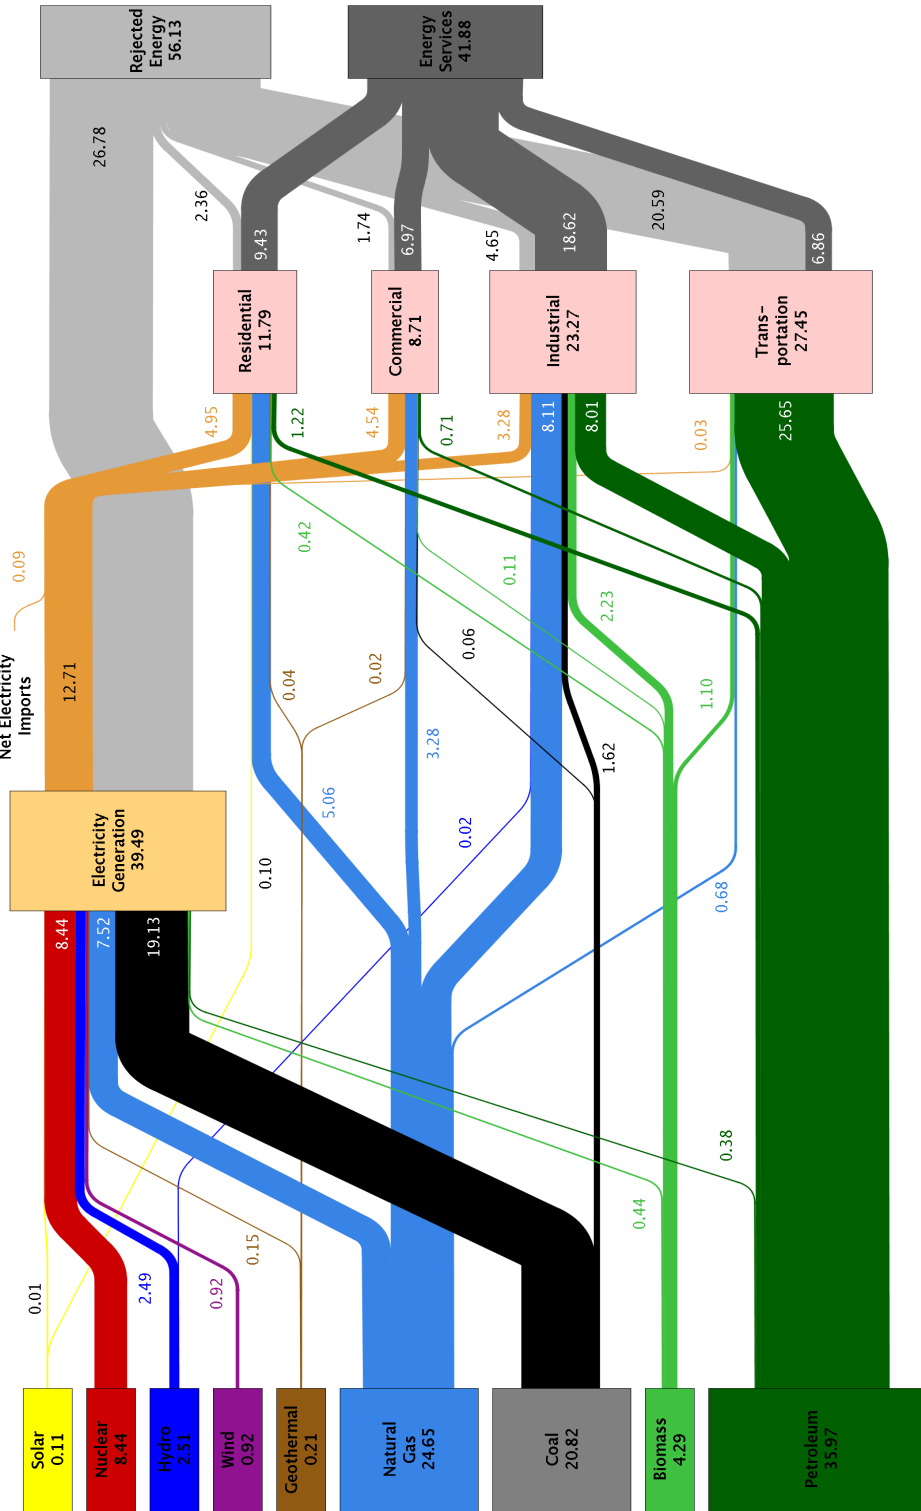 Rejected
Energy
56.13
Energy
Services
41.88
26.78
2.36
9.43
1.74
6.97
4.65
18.62
20.59
6.86
Residential
11.79
Commercial
8.71
Industrial
23.27
Trans-
portation
27.45
4.95
1.22
4.54
0.71
3.28
8.11
8.01
0.03
25.65
0.09
Net Electricity
Imports
12.71
0.42
0.04
0.02
0.11
0.06
2.23
1.10
3.28
5.06
1.62
0.02
0.10
0.68
Electricity
Generation
39.49
8.44
7.52
19.13
0.38
0.44
0.15
0.01
2.49
0.92
Solar
0.11
Nuclear
8.44
Hydro
2.51
Wind
0.92
Geothermal
0.21
Natural
Gas
24.65
Coal
20.82
Biomass
4.29
Petroleum
35.97